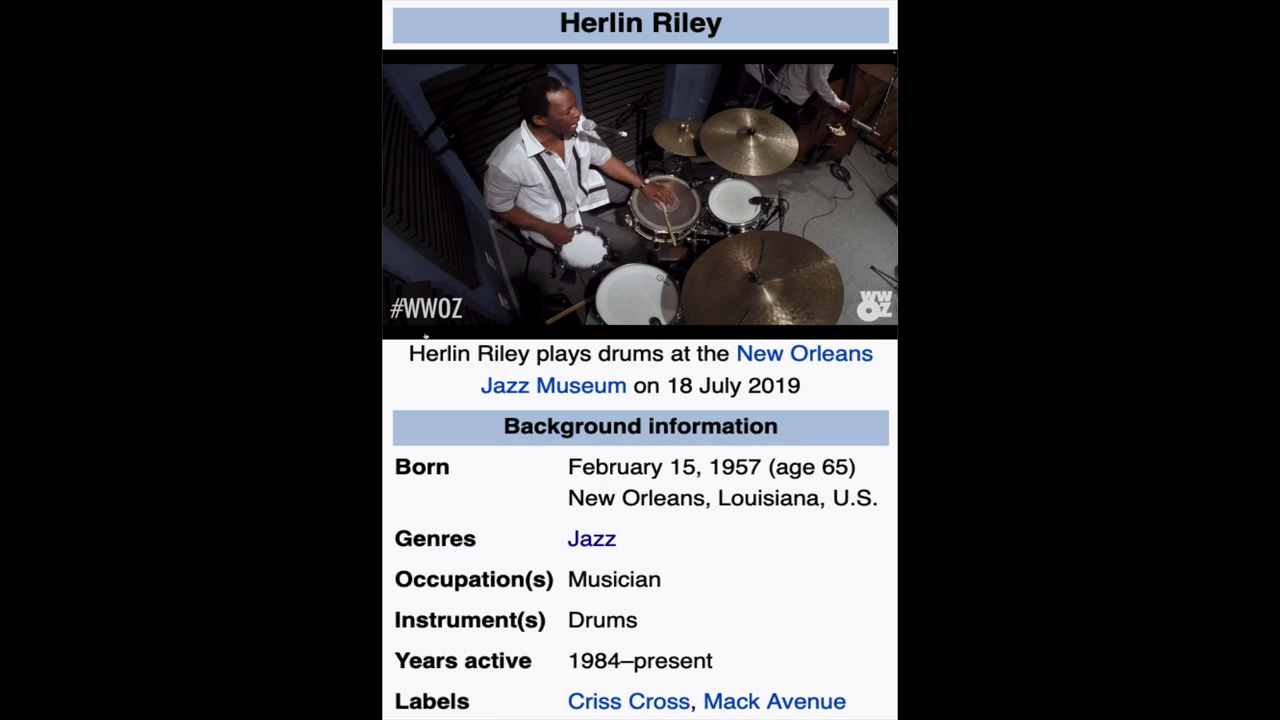 Herlin Riley
#WWOZ
WW
OZ
Herlin Riley plays drums at the New Orleans
Jazz Museum on 18 July 2019
Background information
Born February 15, 1957 (age 65)
New Orleans, Louisiana, U.S.
Genres Jazz
Occupation(s) Musician
Instrument(s) Drums
Years active 1984–present
Labels Criss Cross, Mack Avenue